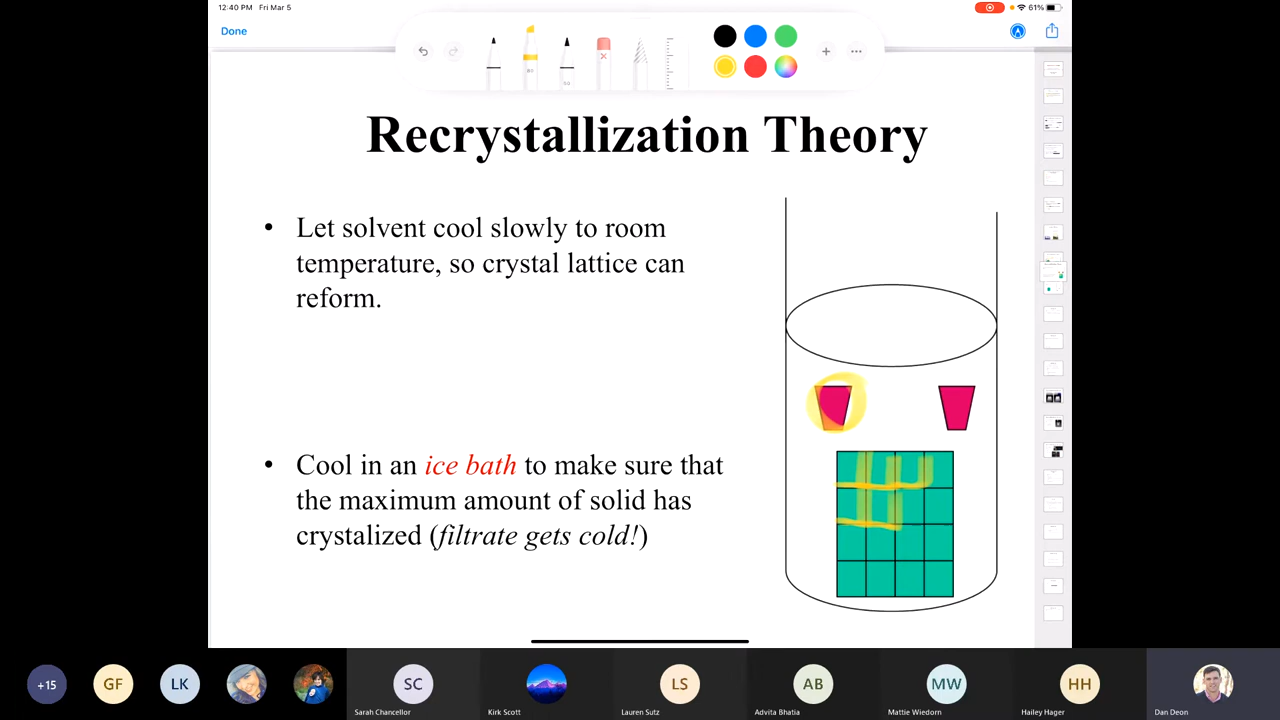 12:40 PM Fri Mar 5
61%
Done
Recrystallization Theory
• Let solvent cool slowly to room
temperature, so crystal lattice can
reform.
• Cool in an ice bath to make sure that
the maximum amount of solid has
crystalized (filtrate gets cold!)
+15
GF
LK
SC
LS
AB
MW
HH
Sarah Chancellor
Kirk Scott
Lauren Sutz
Advita Bhatia
Mattie Wiedorn
Hailey Hager
Dan Deon